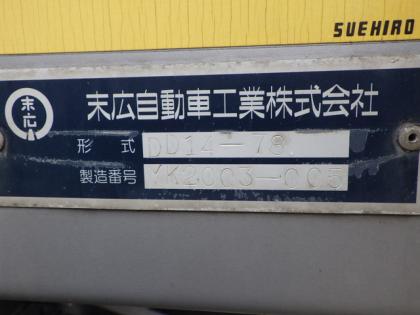 SUEHIRO
末広
末広自動車工業株式会社
形式 DD14-78
製造番号 YK2003-005